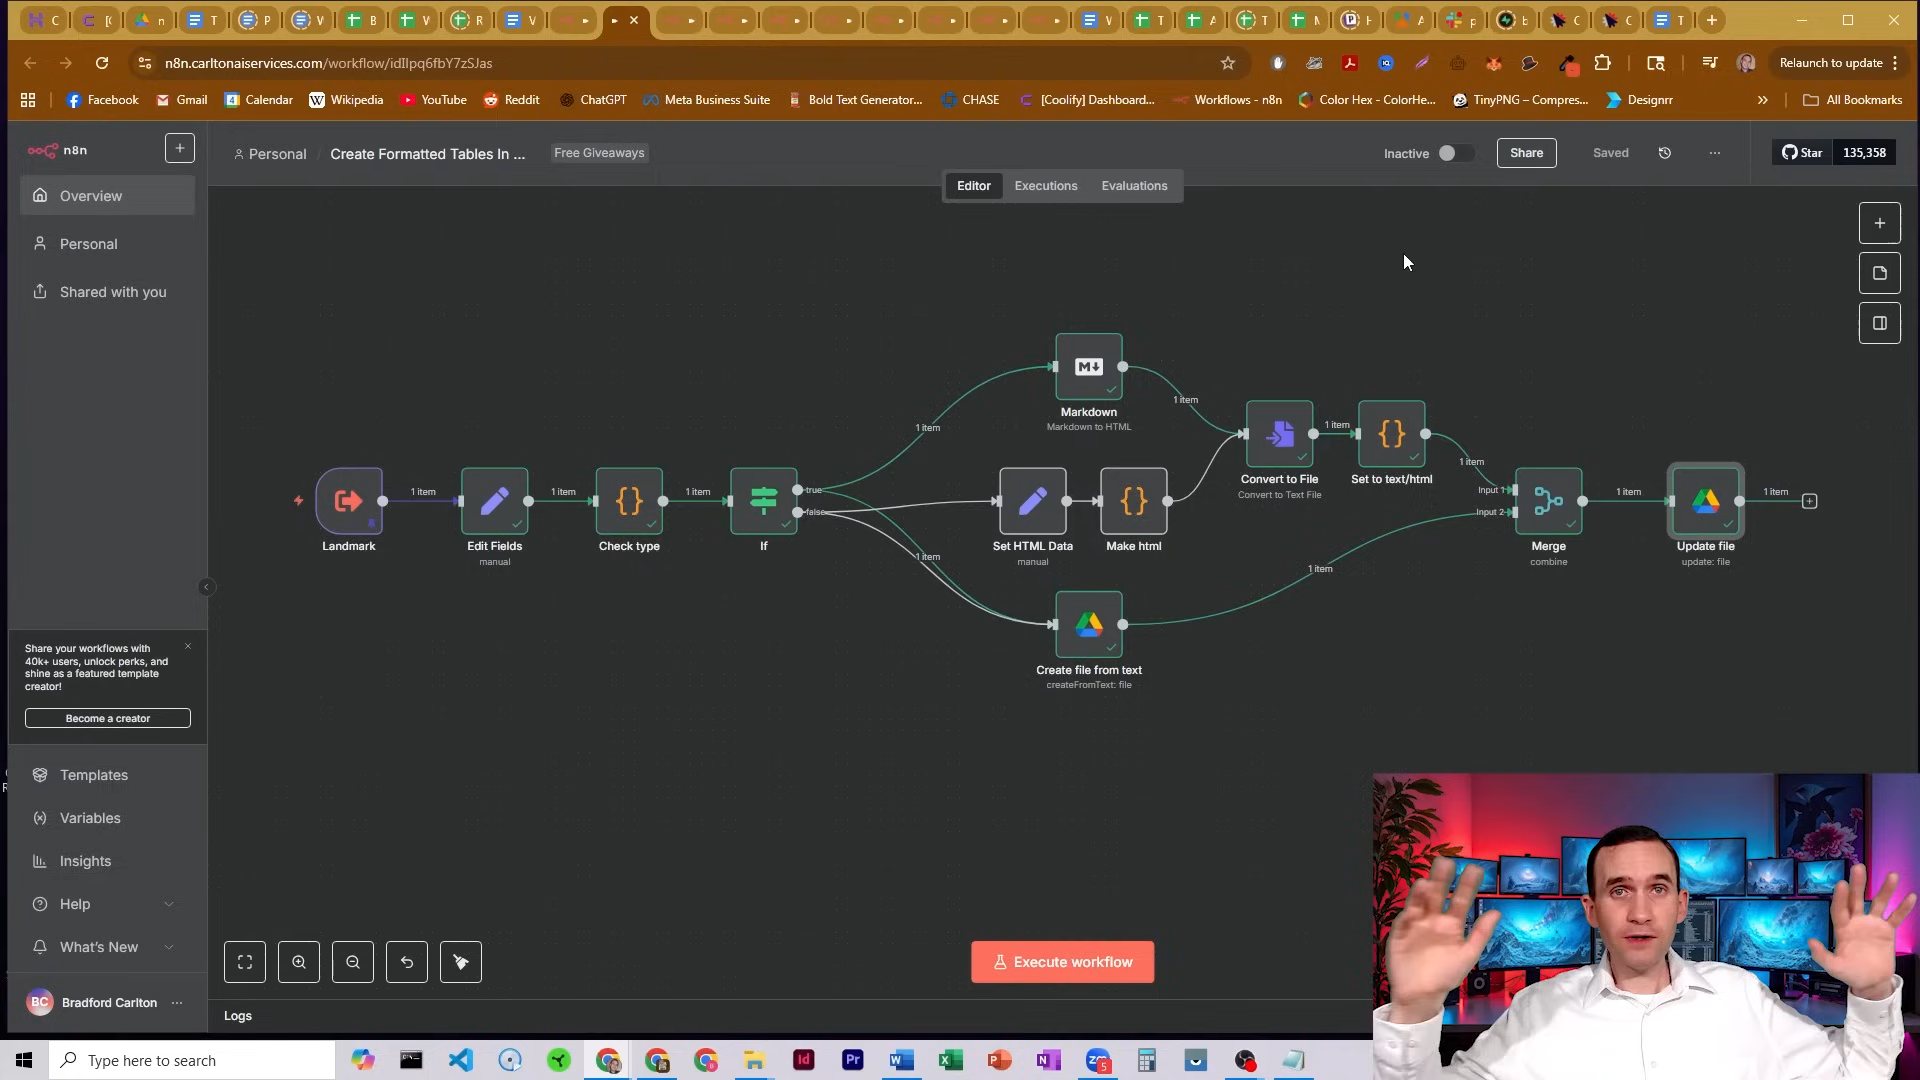 C
[
n
T
P
V
B
V
R
V
V
T
A
T
M
H
A
p
b
C
C
T
n8n.carltonaiservices.com/workflow/idIlpq6fbY7zSJas
Relaunch to update
Facebook
Gmail
Calendar
Wikipedia
YouTube
Reddit
ChatGPT
Meta Business Suite
Bold Text Generator...
CHASE
[Coolify] Dashboard...
Workflows - n8n
Color Hex - ColorHe...
TinyPNG – Compres...
Designrr
All Bookmarks
n8n
Personal / Create Formatted Tables In ...
Free Giveaways
Inactive
Share
Saved
Star 135,358
Editor
Executions
Evaluations
Overview
Personal
Shared with you
1 item
Markdown
Markdown to HTML
1 item
1 item
Convert to File
Convert to Text File
Set to text/html
1 item
Landmark
1 item
Edit Fields
manual
1 item
Check type
1 item
If
true
false
Set HTML Data
manual
Make html
Input 1
Input 2
Merge
combine
1 item
Update file
update: file
1 item
1 item
1 item
Create file from text
createFromText: file
Share your workflows with
40k+ users, unlock perks, and
shine as a featured template
creator!
Become a creator
Templates
Variables
Insights
Help
What's New
BC
Bradford Carlton
Execute workflow
Logs
Type here to search
5